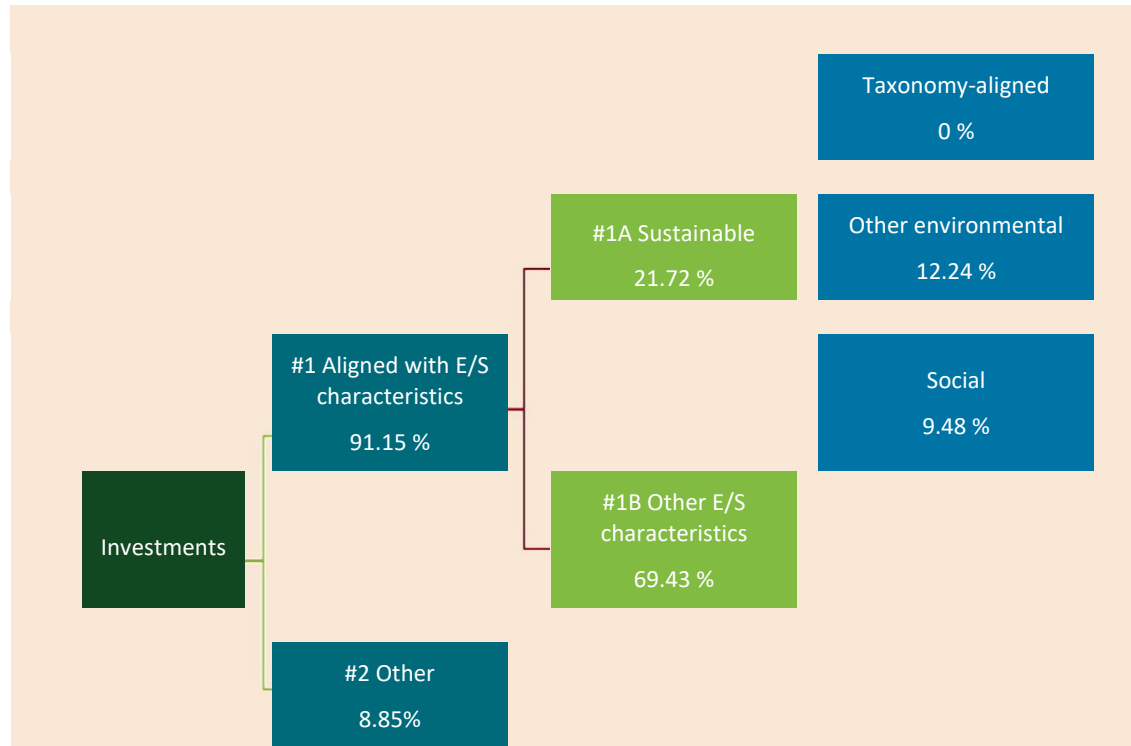 Investments
#1 Aligned with E/S
characteristics
91.15 %
#2 Other
8.85%
#1A Sustainable
21.72 %
#1B Other E/S
characteristics
69.43 %
Taxonomy-aligned
0 %
Other environmental
12.24 %
Social
9.48 %